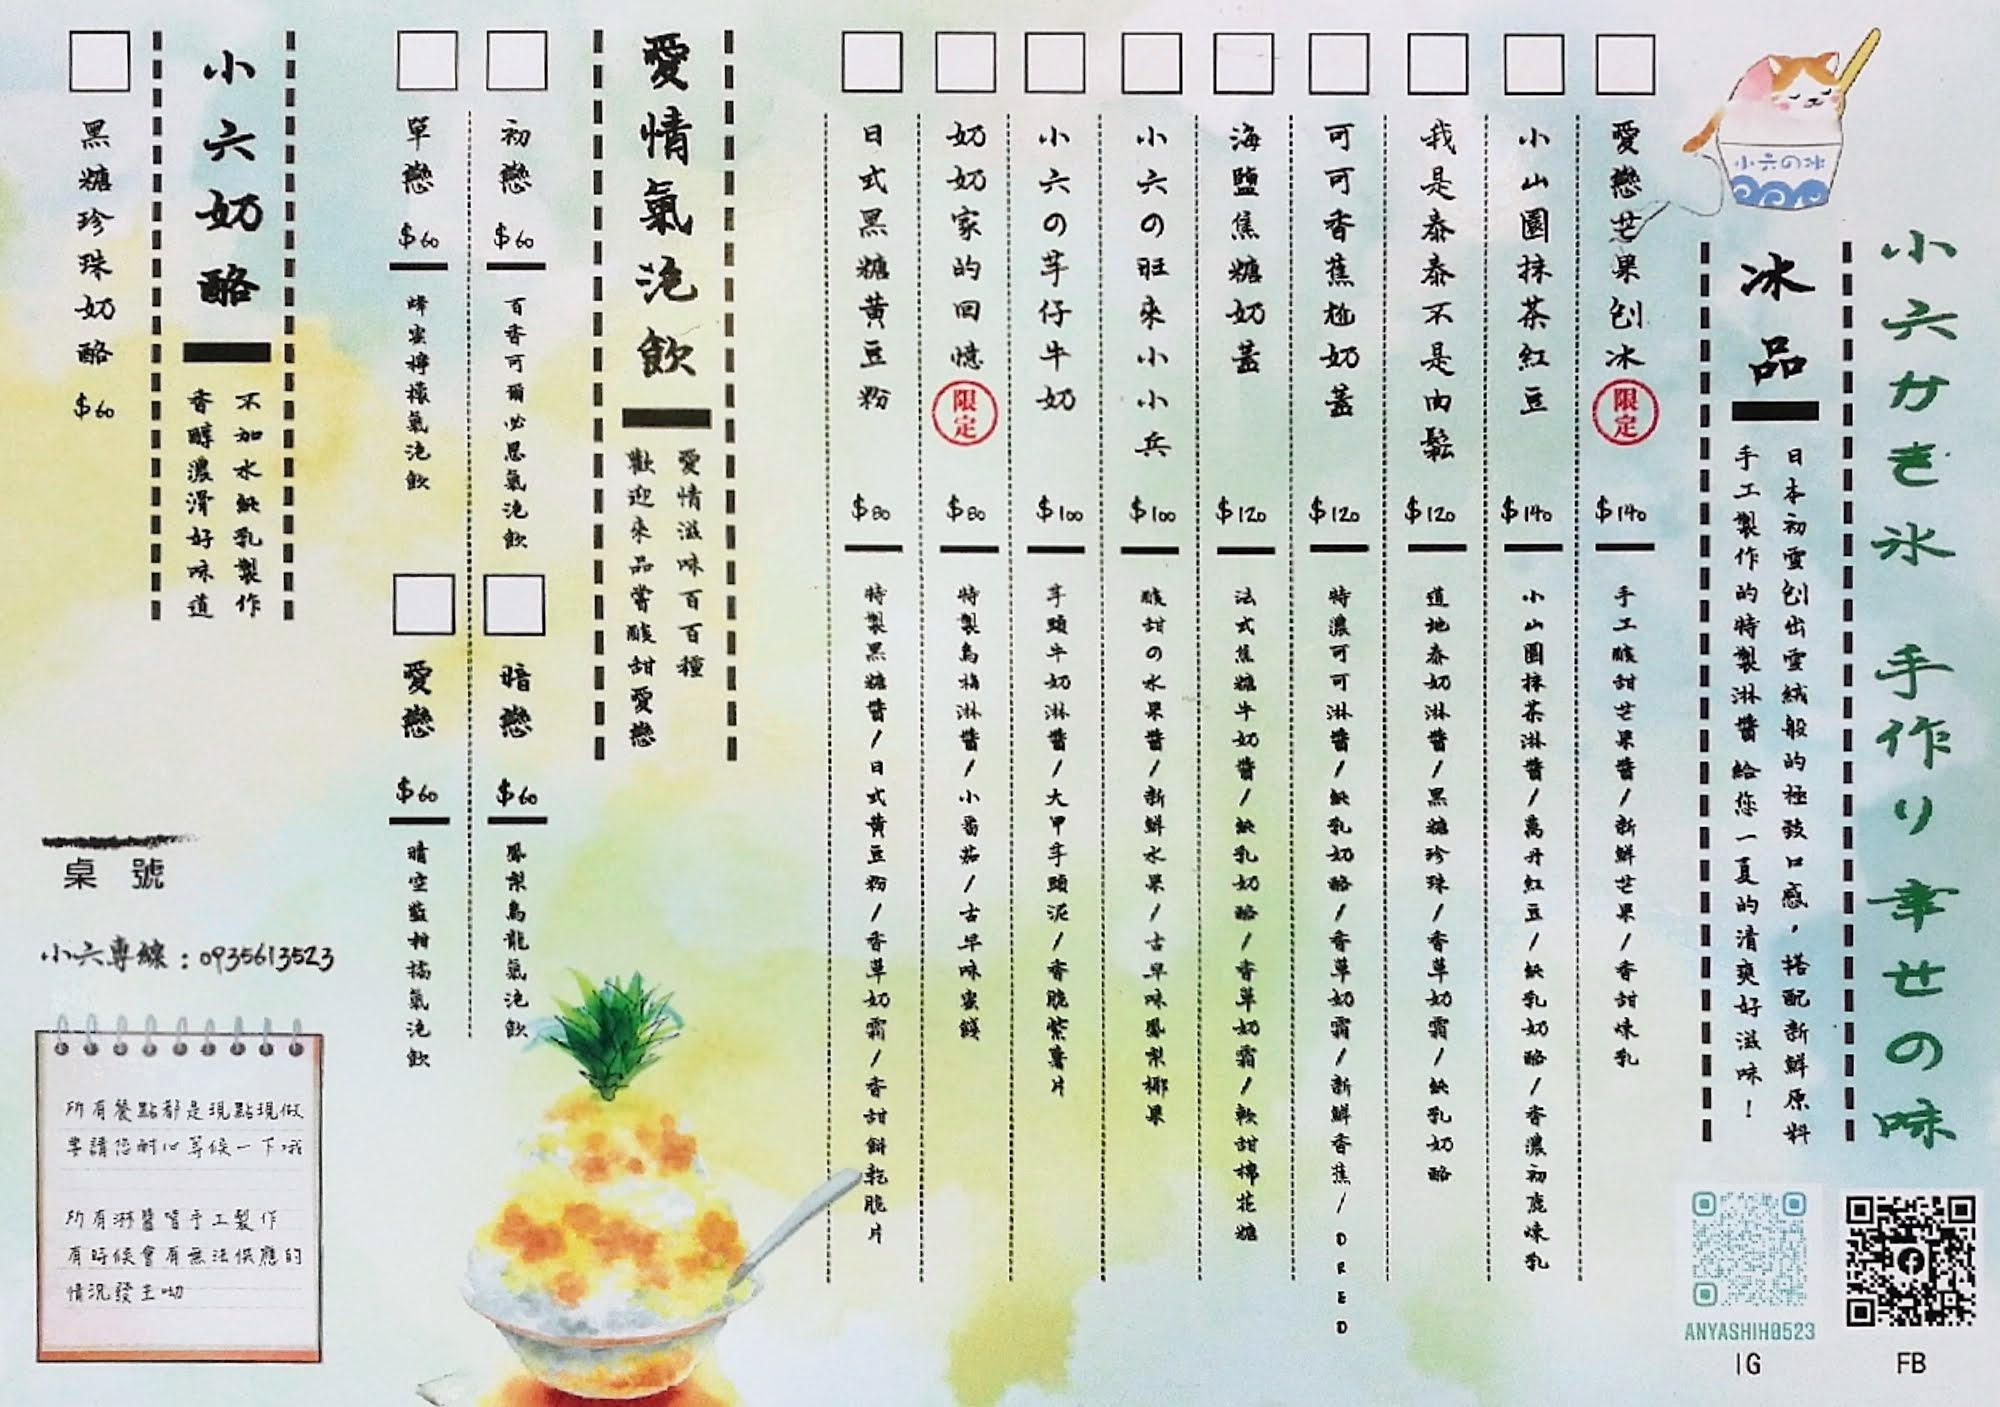 小六かき氷 手作り幸せの味
小六の冰
冰品
日本初雪刨出雪絨般的極致口感，搭配新鮮原料
手工製作的特製淋醬 給您一夏的清爽好滋味！
愛戀芒果刨冰 限定 $140
手工酸甜芒果醬/新鮮芒果/香甜煉乳
小山園抹茶紅豆 $140
小山園抹茶淋醬/萬丹紅豆/鮮乳奶酪/香濃初鹿煉乳
我是泰泰不是肉鬆 $120
道地泰奶淋醬/黑糖珍珠/香草奶霜/鮮乳奶酪
可可香蕉尬奶蓋 $120
特濃可可淋醬/鮮乳奶酪/香草奶霜/新鮮香蕉/OREO
海鹽焦糖奶蓋 $120
法式焦糖牛奶醬/鮮乳奶酪/香草奶霜/軟甜棉花糖
小六の旺來小小兵 $100
酸甜の水果醬/新鮮水果/古早味鳳梨椰果
小六の芋仔牛奶 $100
芋頭牛奶淋醬/大甲芋頭泥/香脆紫薯片
奶奶家的回憶 限定 $80
特製烏梅淋醬/小番茄/古早味蜜餞
日式黑糖黃豆粉 $80
特製黑糖醬/日式黃豆粉/香草奶霜/香甜餅乾脆片
愛情氣泡飲
愛情滋味百百種
歡迎來品嘗酸甜愛戀
初戀 $60
百香可爾必思氣泡飲
暗戀 $60
鳳梨烏龍氣泡飲
單戀 $60
蜂蜜檸檬氣泡飲
愛戀 $60
晴空藍柑橘氣泡飲
小六奶酪
不加水鮮乳製作
香醇濃滑好味道
黑糖珍珠奶酪 $60
桌號
小六專線：0935613523
所有餐點都是現點現做
要請您耐心等候一下哦
所有淋醬皆手工製作
有時候會有無法供應的
情況發生呦
ANYASHIH0523
IG
FB